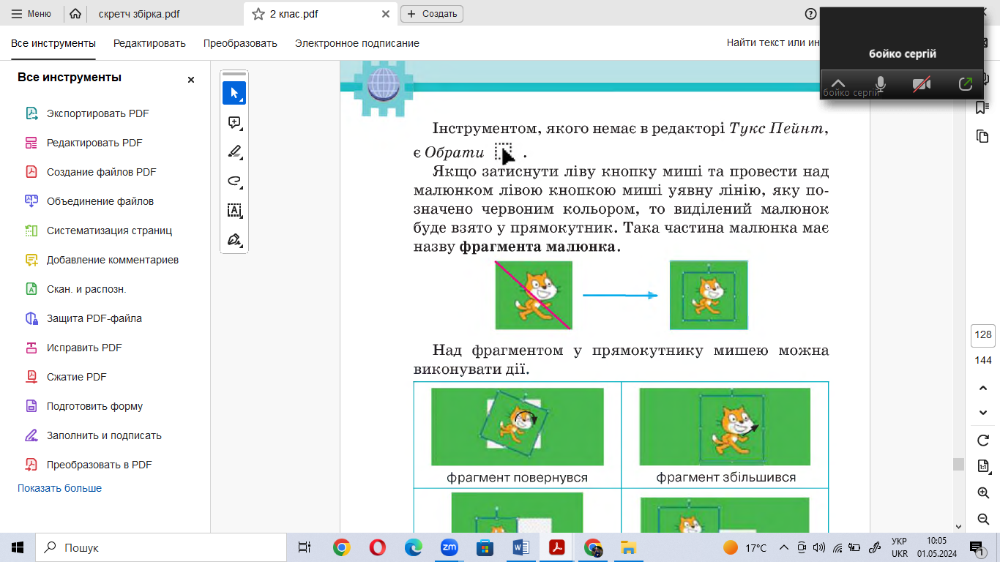 Меню
скретч збірка.pdf
2 клас.pdf
Создать
Все инструменты
Редактировать
Преобразовать
Электронное подписание
Найти текст или ин
бойко сергій
бойко сергій
Все инструменты
Экспортировать PDF
Редактировать PDF
Создание файлов PDF
Объединение файлов
Систематизация страниц
Добавление комментариев
Скан. и распозн.
Защита PDF-файла
Исправить PDF
Сжатие PDF
Подготовить форму
Заполнить и подписать
Преобразовать в PDF
Показать больше
Інструментом, якого немає в редакторі Тукс Пейнт,
є Обрати .
Якщо затиснути ліву кнопку миші та провести над
малюнком лівою кнопкою миші уявну лінію, яку по-
значено червоним кольором, то виділений малюнок
буде взято у прямокутник. Така частина малюнка має
назву фрагмента малюнка.
Над фрагментом у прямокутнику мишею можна
виконувати дії.
фрагмент повернувся
фрагмент збільшився
128
144
1:1
Пошук
17°C
УКР
UKR
10:05
01.05.2024
1